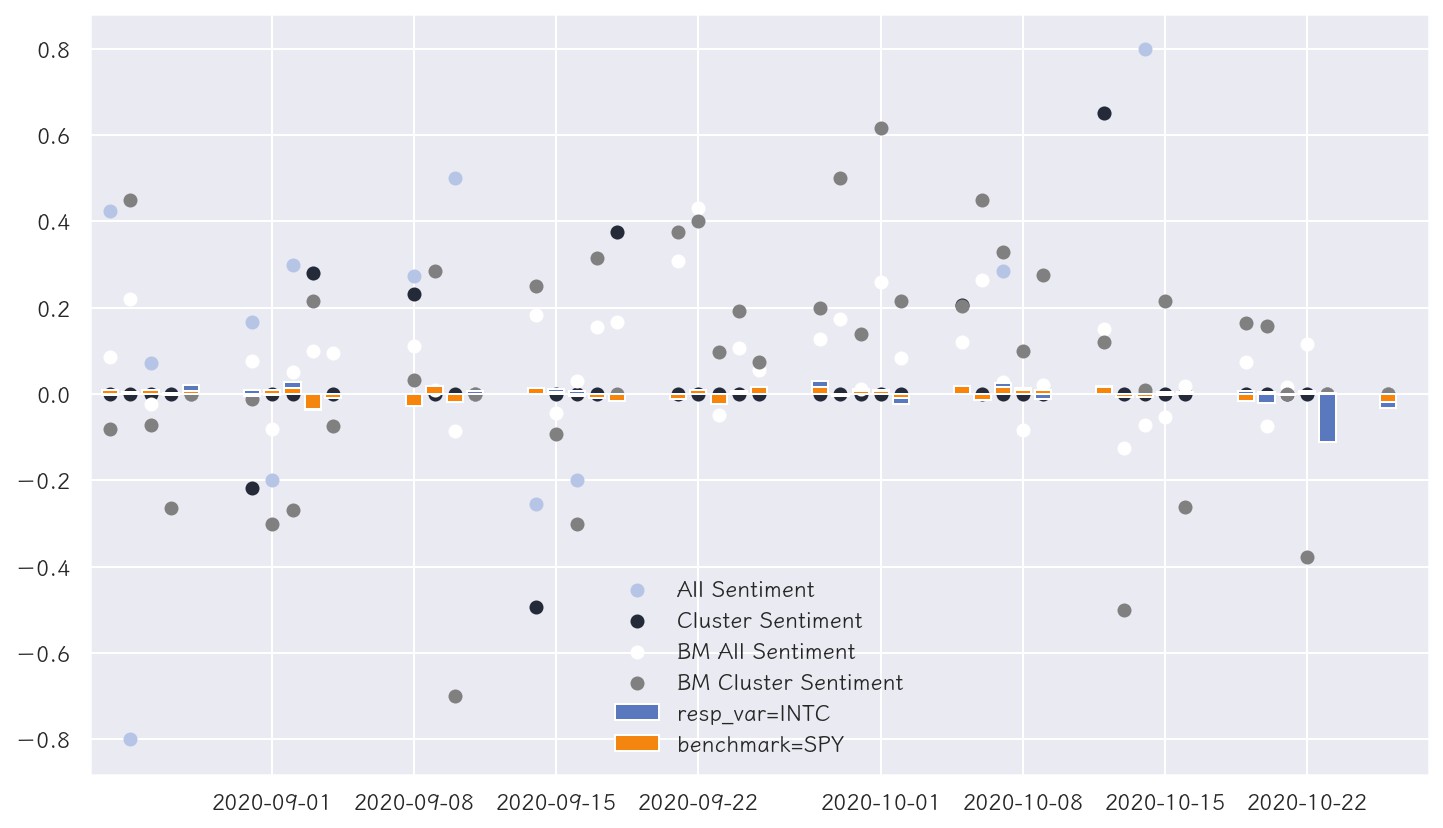 0.8
0.6
0.4
0.2
0.0
−0.2
−0.4
−0.6
−0.8
All Sentiment
Cluster Sentiment
BM All Sentiment
BM Cluster Sentiment
resp_var=INTC
benchmark=SPY
2020-09-01 2020-09-08 2020-09-15 2020-09-22 2020-10-01 2020-10-08 2020-10-15 2020-10-22